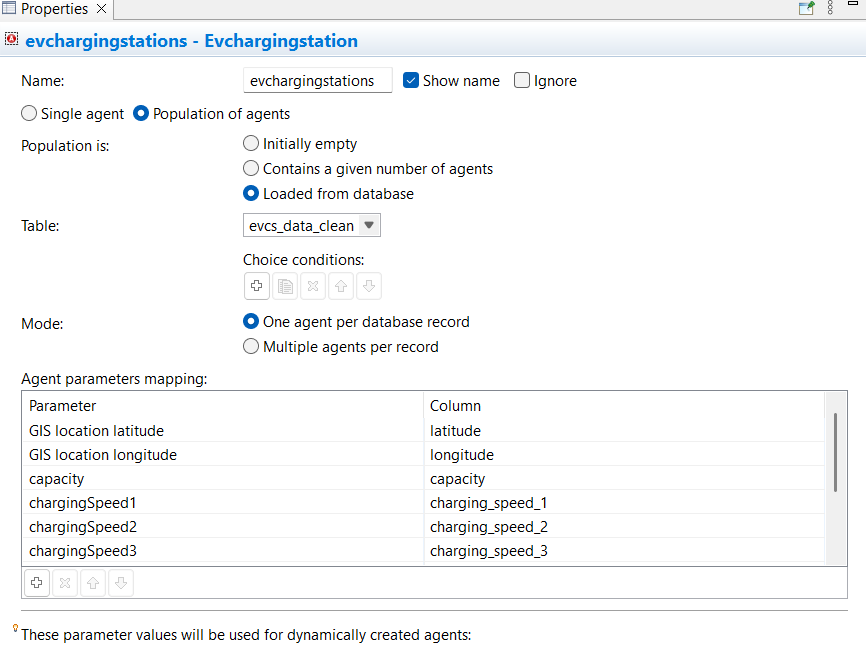 Properties
evchargingstations - Evchargingstation
Name: evchargingstations Show name Ignore
Single agent Population of agents
Population is: Initially empty
Contains a given number of agents
Loaded from database
Table: evcs_data_clean
Choice conditions:
Mode: One agent per database record
Multiple agents per record
Agent parameters mapping:
Parameter Column
GIS location latitude latitude
GIS location longitude longitude
capacity capacity
chargingSpeed1 charging_speed_1
chargingSpeed2 charging_speed_2
chargingSpeed3 charging_speed_3
These parameter values will be used for dynamically created agents: